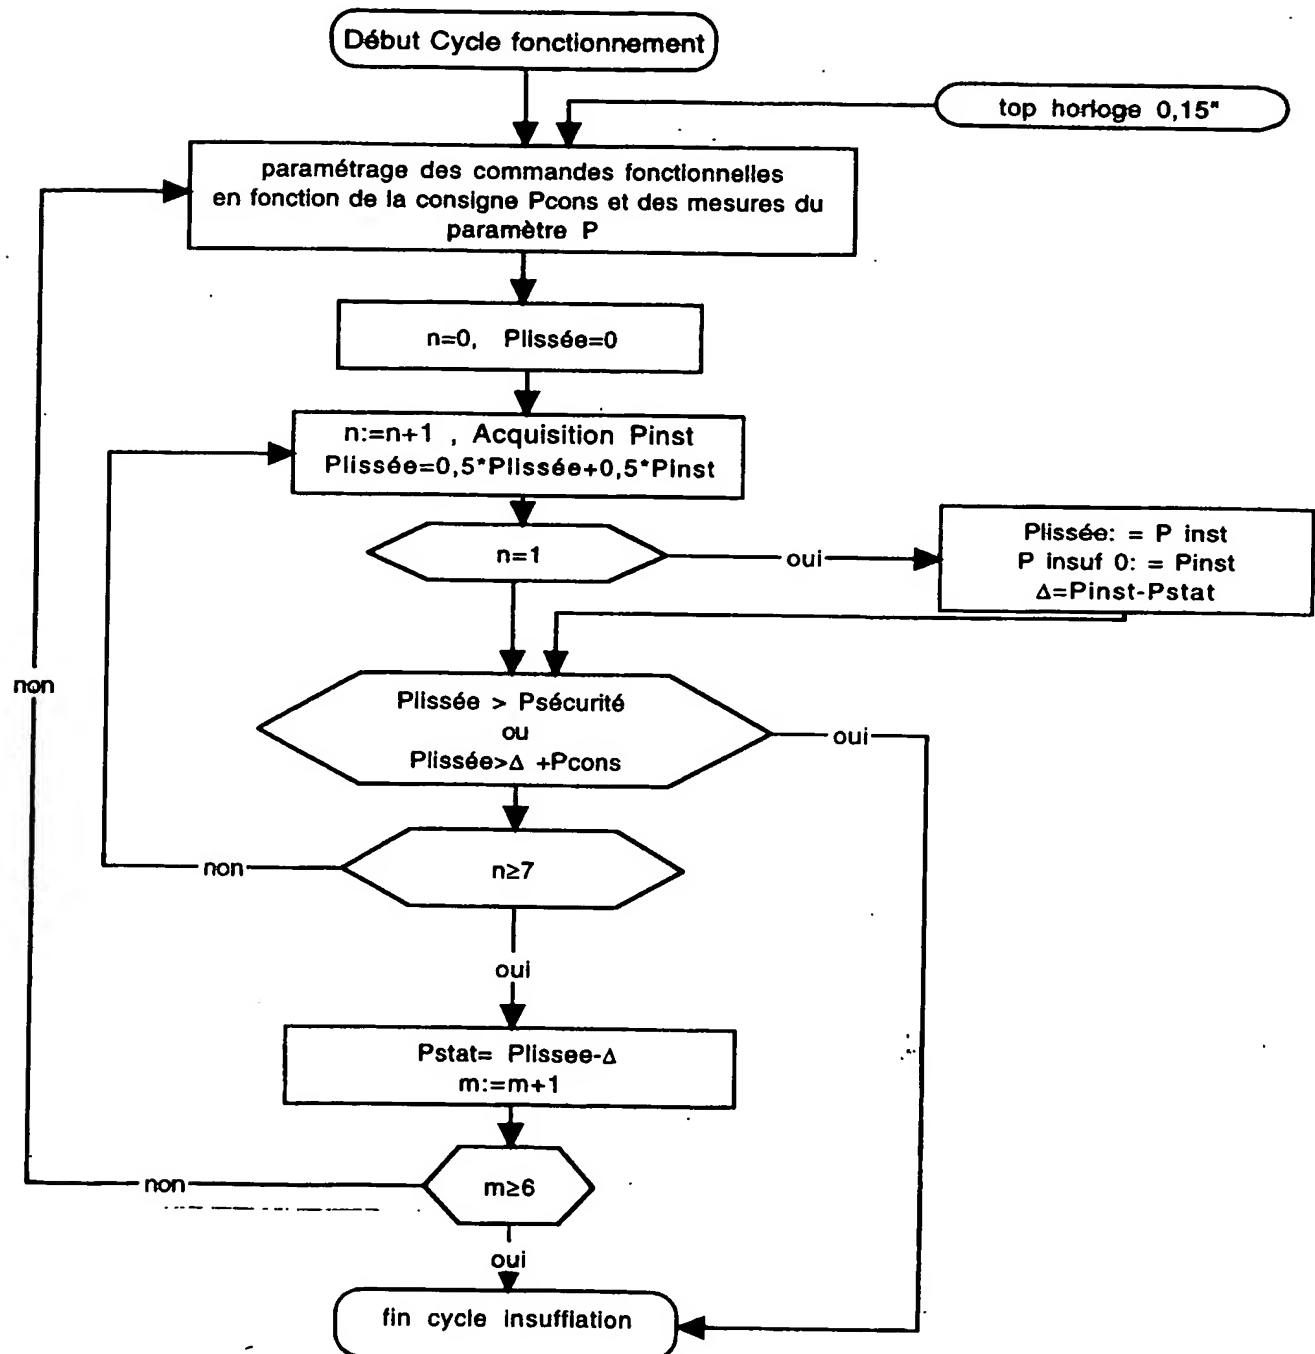 Début Cycle fonctionnement
top horloge 0,15"
paramétrage des commandes fonctionnelles
en fonction de la consigne Pcons et des mesures du
paramètre P
n=0, Plissée=0
n:=n+1 , Acquisition Pinst
Plissée=0,5*Plissée+0,5*Pinst
n=1
oui
Plissée: = P inst
P insuf 0: = Pinst
Δ=Pinst-Pstat
non
Plissée > Psécurité
ou
Plissée>Δ +Pcons
oui
n≥7
non
oui
Pstat= Plissee-Δ
m:=m+1
m≥6
non
oui
fin cycle insufflation